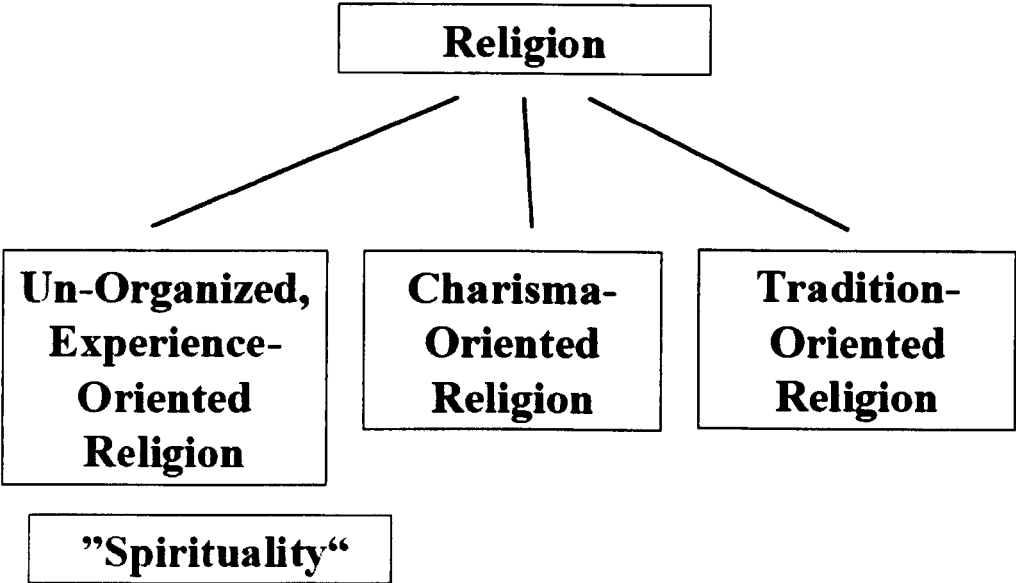 Religion
Un-Organized,
Experience-
Oriented
Religion
Charisma-
Oriented
Religion
Tradition-
Oriented
Religion
”Spirituality“